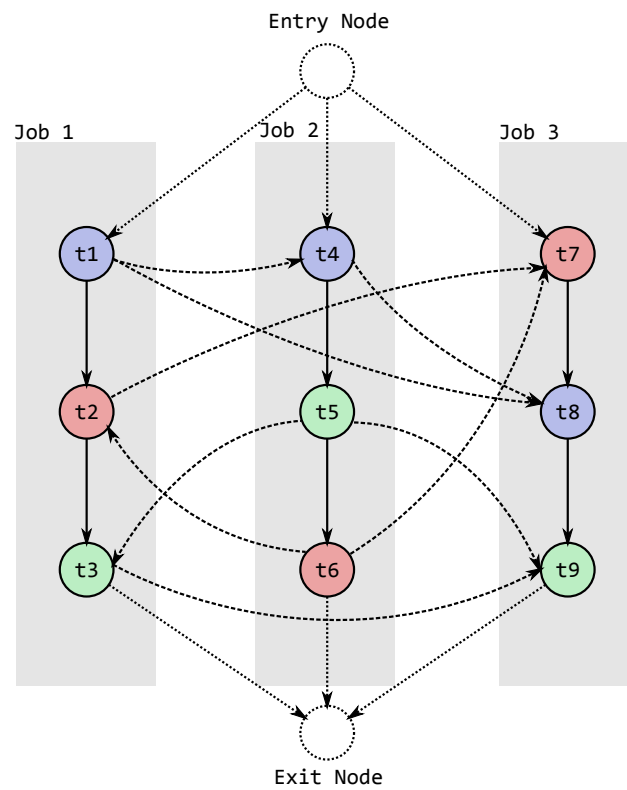 Entry Node
Job 1
Job 2
Job 3
t1
t4
t7
t2
t5
t8
t3
t6
t9
Exit Node